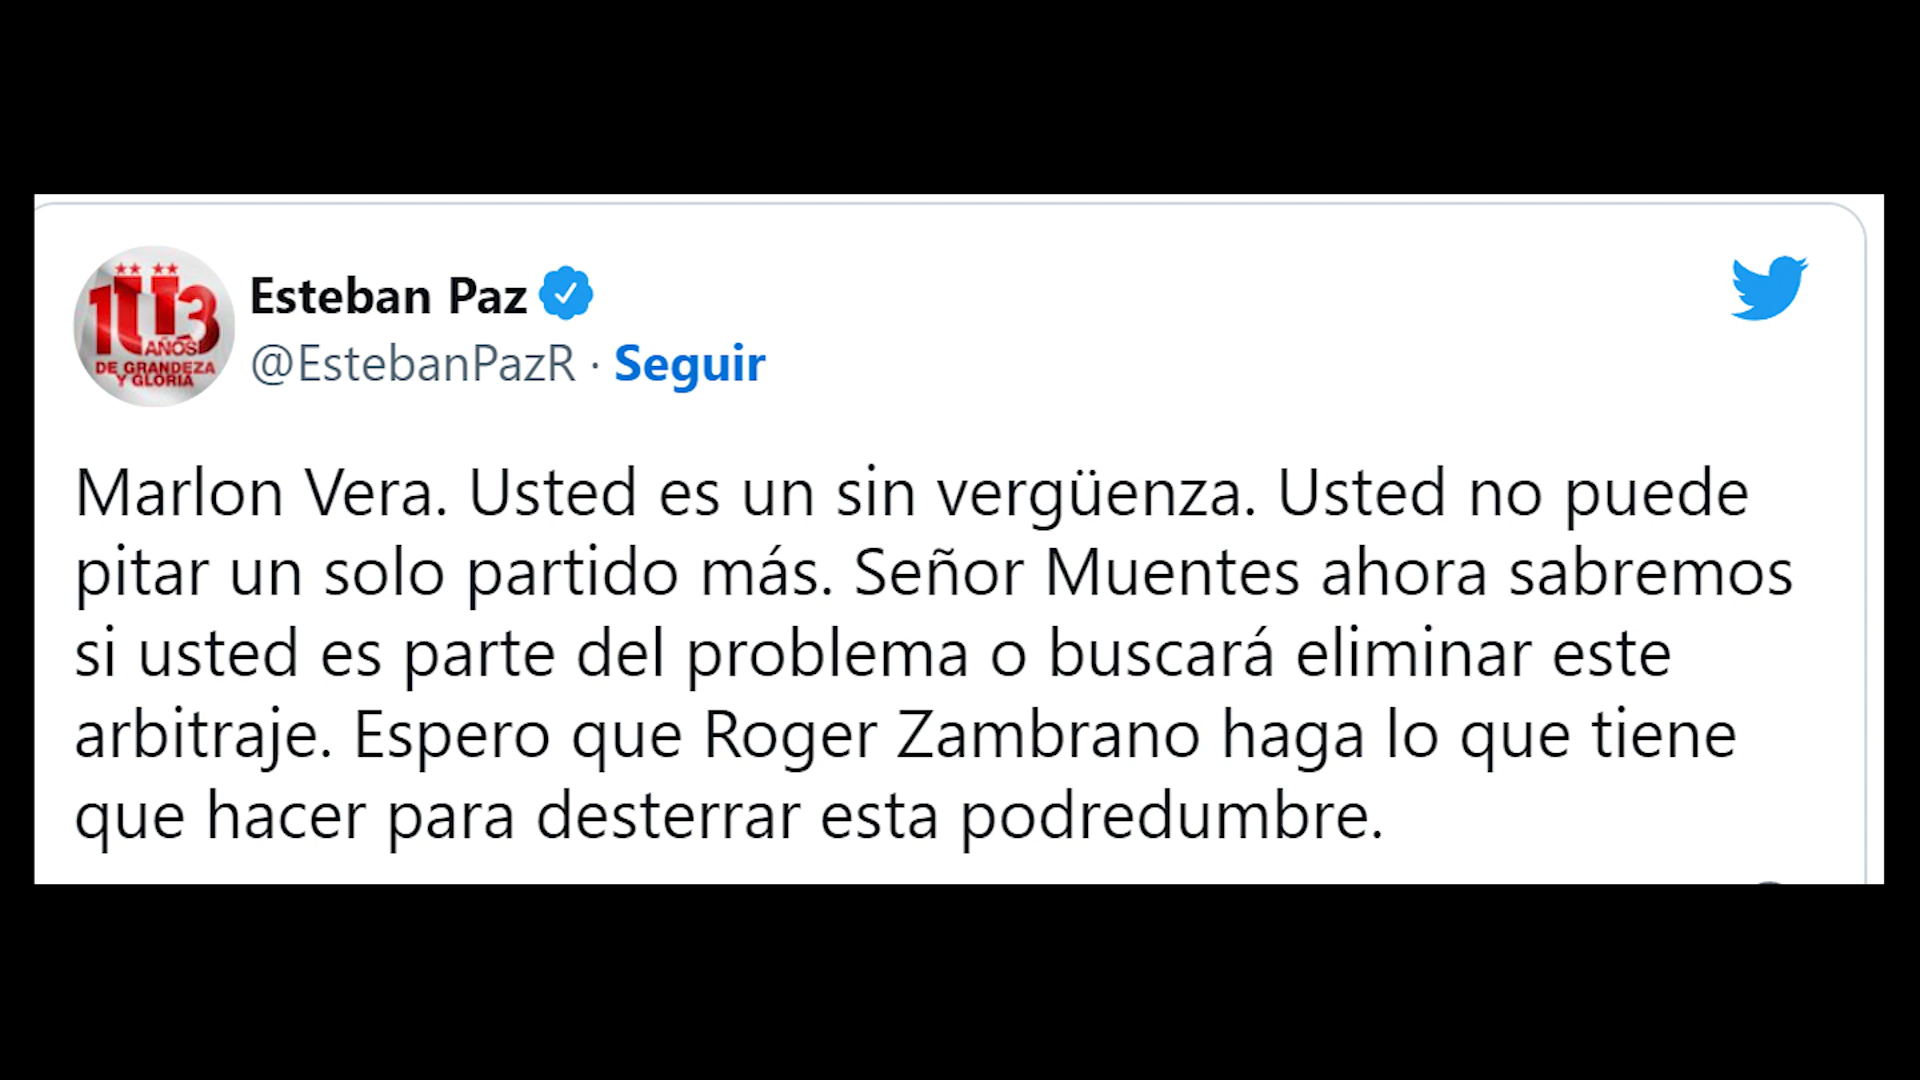 103
AÑOS
DE GRANDEZA
Y GLORIA
Esteban Paz
@EstebanPazR · Seguir
Marlon Vera. Usted es un sin vergüenza. Usted no puede
pitar un solo partido más. Señor Muentes ahora sabremos
si usted es parte del problema o buscará eliminar este
arbitraje. Espero que Roger Zambrano haga lo que tiene
que hacer para desterrar esta podredumbre.